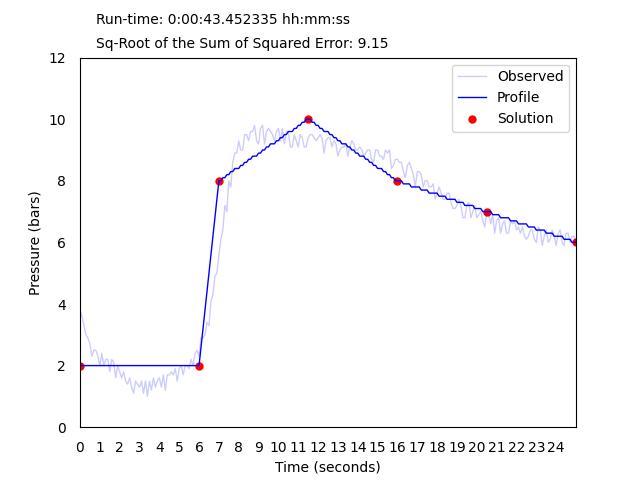 Run-time: 0:00:43.452335 hh:mm:ss
Sq-Root of the Sum of Squared Error: 9.15
12
10
8
6
4
2
0
Pressure (bars)
Observed
Profile
Solution
0 1 2 3 4 5 6 7 8 9 10 11 12 13 14 15 16 17 18 19 20 21 22 23 24
Time (seconds)